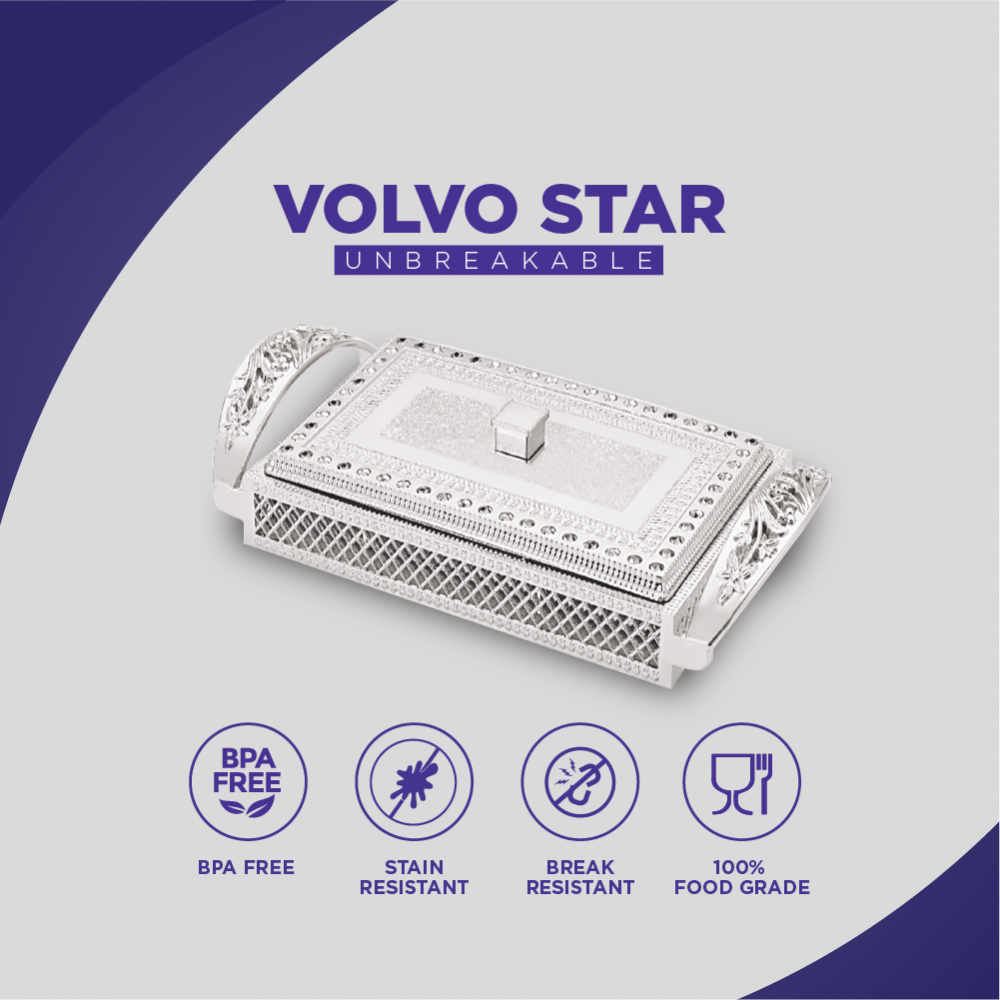 VOLVO STAR
UNBREAKABLE
BPA
FREE
BPA FREE
STAIN
RESISTANT
BREAK
RESISTANT
100%
FOOD GRADE